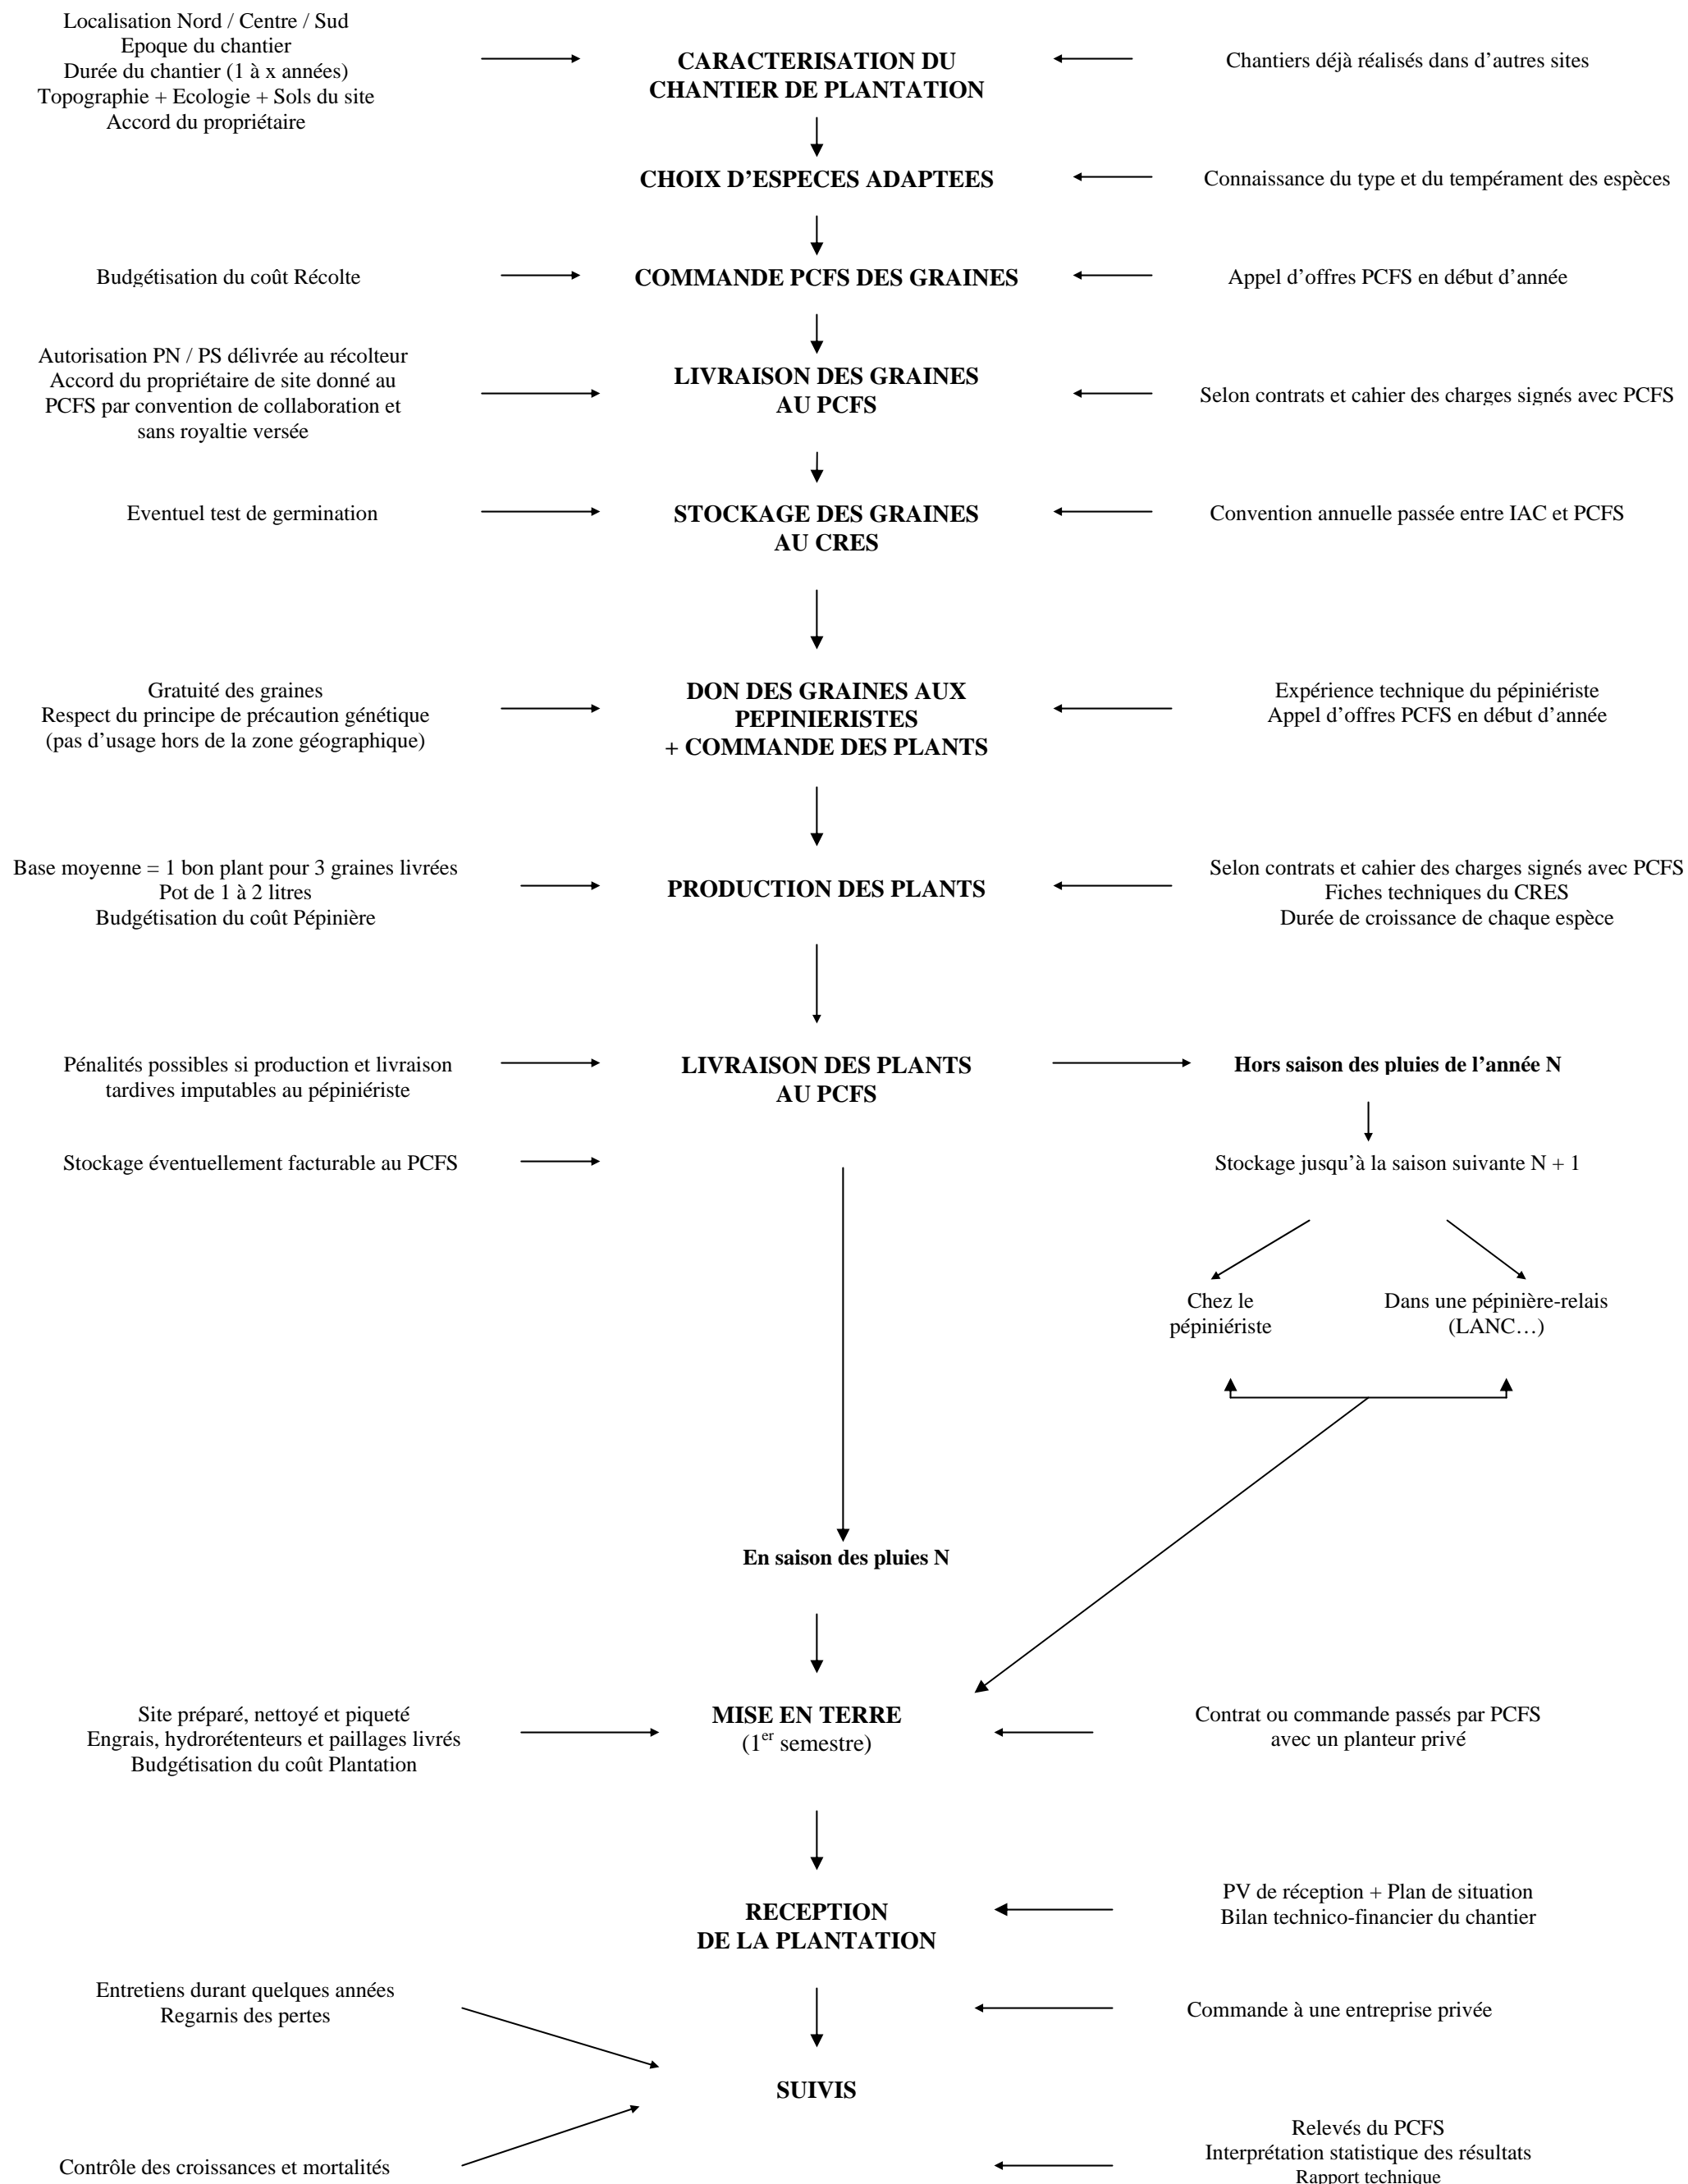 Localisation Nord / Centre / Sud
Epoque du chantier
Durée du chantier (1 à x années)
Topographie + Ecologie + Sols du site
Accord du propriétaire
CARACTERISATION DU
CHANTIER DE PLANTATION
Chantiers déjà réalisés dans d’autres sites
CHOIX D’ESPECES ADAPTEES
Connaissance du type et du tempérament des espèces
Budgétisation du coût Récolte
COMMANDE PCFS DES GRAINES
Appel d’offres PCFS en début d’année
Autorisation PN / PS délivrée au récolteur
Accord du propriétaire de site donné au
PCFS par convention de collaboration et
sans royaltie versée
LIVRAISON DES GRAINES
AU PCFS
Selon contrats et cahier des charges signés avec PCFS
Eventuel test de germination
STOCKAGE DES GRAINES
AU CRES
Convention annuelle passée entre IAC et PCFS
Gratuité des graines
Respect du principe de précaution génétique
(pas d’usage hors de la zone géographique)
DON DES GRAINES AUX
PEPINIERISTES
+ COMMANDE DES PLANTS
Expérience technique du pépiniériste
Appel d’offres PCFS en début d’année
Base moyenne = 1 bon plant pour 3 graines livrées
Pot de 1 à 2 litres
Budgétisation du coût Pépinière
PRODUCTION DES PLANTS
Selon contrats et cahier des charges signés avec PCFS
Fiches techniques du CRES
Durée de croissance de chaque espèce
Pénalités possibles si production et livraison
tardives imputables au pépiniériste
LIVRAISON DES PLANTS
AU PCFS
Hors saison des pluies de l’année N
Stockage éventuellement facturable au PCFS
Stockage jusqu’à la saison suivante N + 1
Chez le
pépiniériste
Dans une pépinière-relais
(LANC…)
En saison des pluies N
Site préparé, nettoyé et piqueté
Engrais, hydrorétenteurs et paillages livrés
Budgétisation du coût Plantation
MISE EN TERRE
(1er semestre)
Contrat ou commande passés par PCFS
avec un planteur privé
RECEPTION
DE LA PLANTATION
PV de réception + Plan de situation
Bilan technico-financier du chantier
Entretiens durant quelques années
Regarnis des pertes
Commande à une entreprise privée
SUIVIS
Contrôle des croissances et mortalités
Relevés du PCFS
Interprétation statistique des résultats
Rapport technique